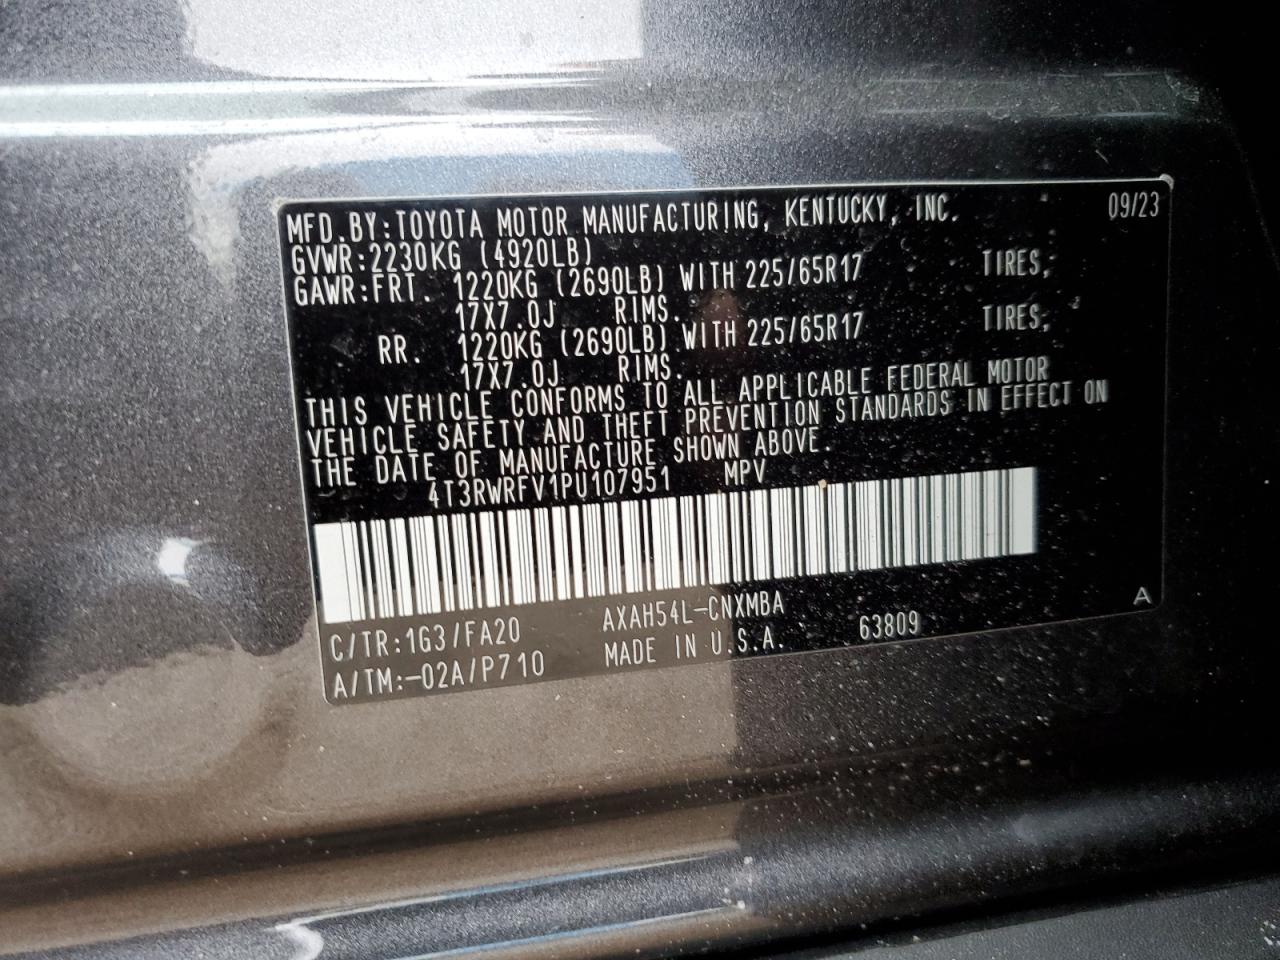 MFD.BY:TOYOTA MOTOR MANUFACTURING, KENTUCKY, INC. 09/23
GVWR:2230KG (4920LB)
GAWR:FRT. 1220KG (2690LB) WITH 225/65R17 TIRES,
17X7.0J RIMS.
RR. 1220KG (2690LB) WITH 225/65R17 TIRES,
17X7.0J RIMS.
THIS VEHICLE CONFORMS TO ALL APPLICABLE FEDERAL MOTOR
VEHICLE SAFETY AND THEFT PREVENTION STANDARDS IN EFFECT ON
THE DATE OF MANUFACTURE SHOWN ABOVE.
4T3RWRFV1PU107951 MPV
C/TR:1G3/FA20 AXAH54L-CNXMBA A
A/TM:-02A/P710 MADE IN U.S.A. 63809